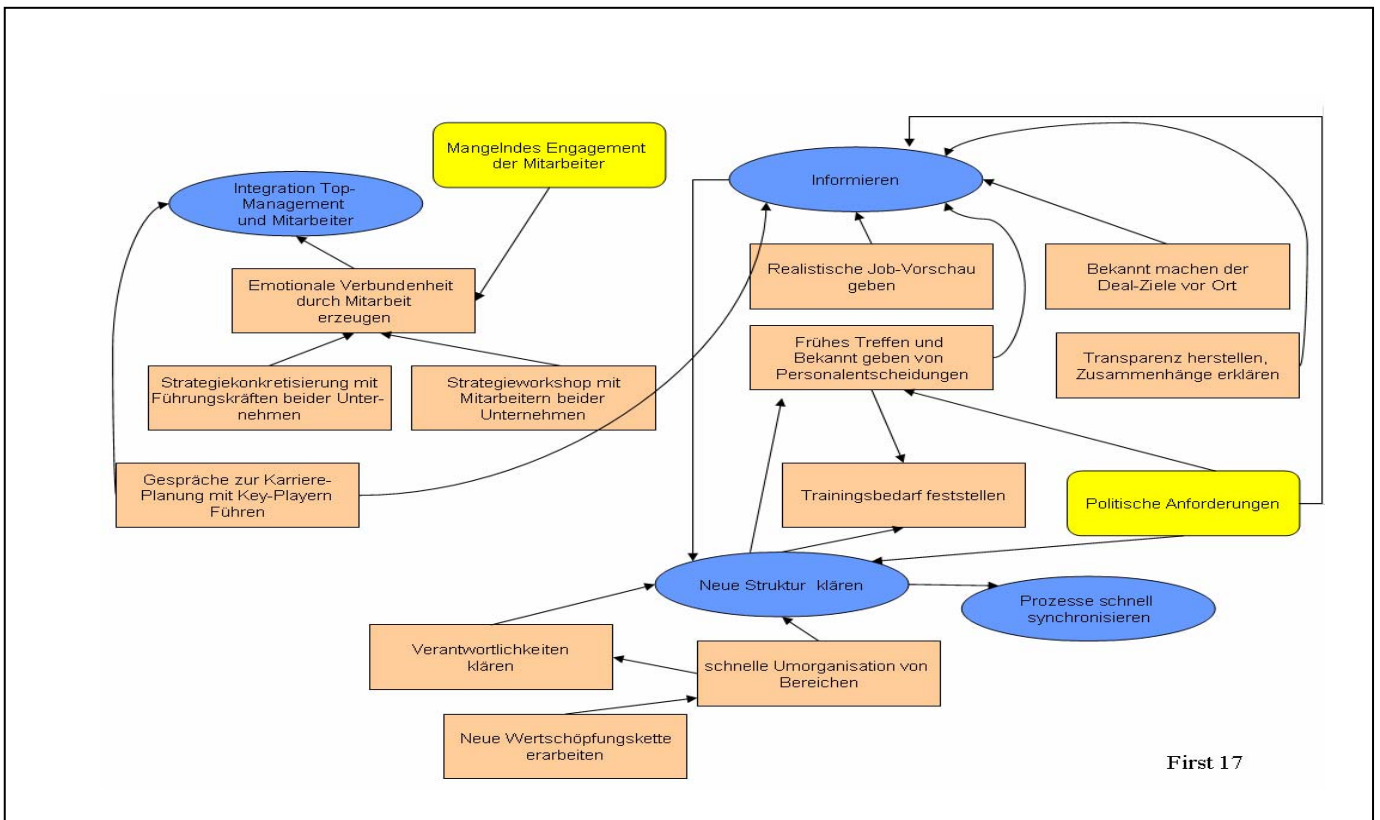 Mangelndes Engagement
der Mitarbeiter
Integration Top-
Management
und Mitarbeiter
Informieren
Emotionale Verbundenheit
durch Mitarbeit
erzeugen
Realistische Job-Vorschau
geben
Bekannt machen der
Deal-Ziele vor Ort
Strategiekonkretisierung mit
Führungskräften beider Unter-
nehmen
Strategieworkshop mit
Mitarbeitern beider
Unternehmen
Frühes Treffen und
Bekannt geben von
Personalentscheidungen
Transparenz herstellen,
Zusammenhänge erklären
Gespräche zur Karriere-
Planung mit Key-Playern
Führen
Trainingsbedarf feststellen
Politische Anforderungen
Neue Struktur klären
Prozesse schnell
synchronisieren
Verantwortlichkeiten
klären
schnelle Umorganisation von
Bereichen
Neue Wertschöpfungskette
erarbeiten
First 17